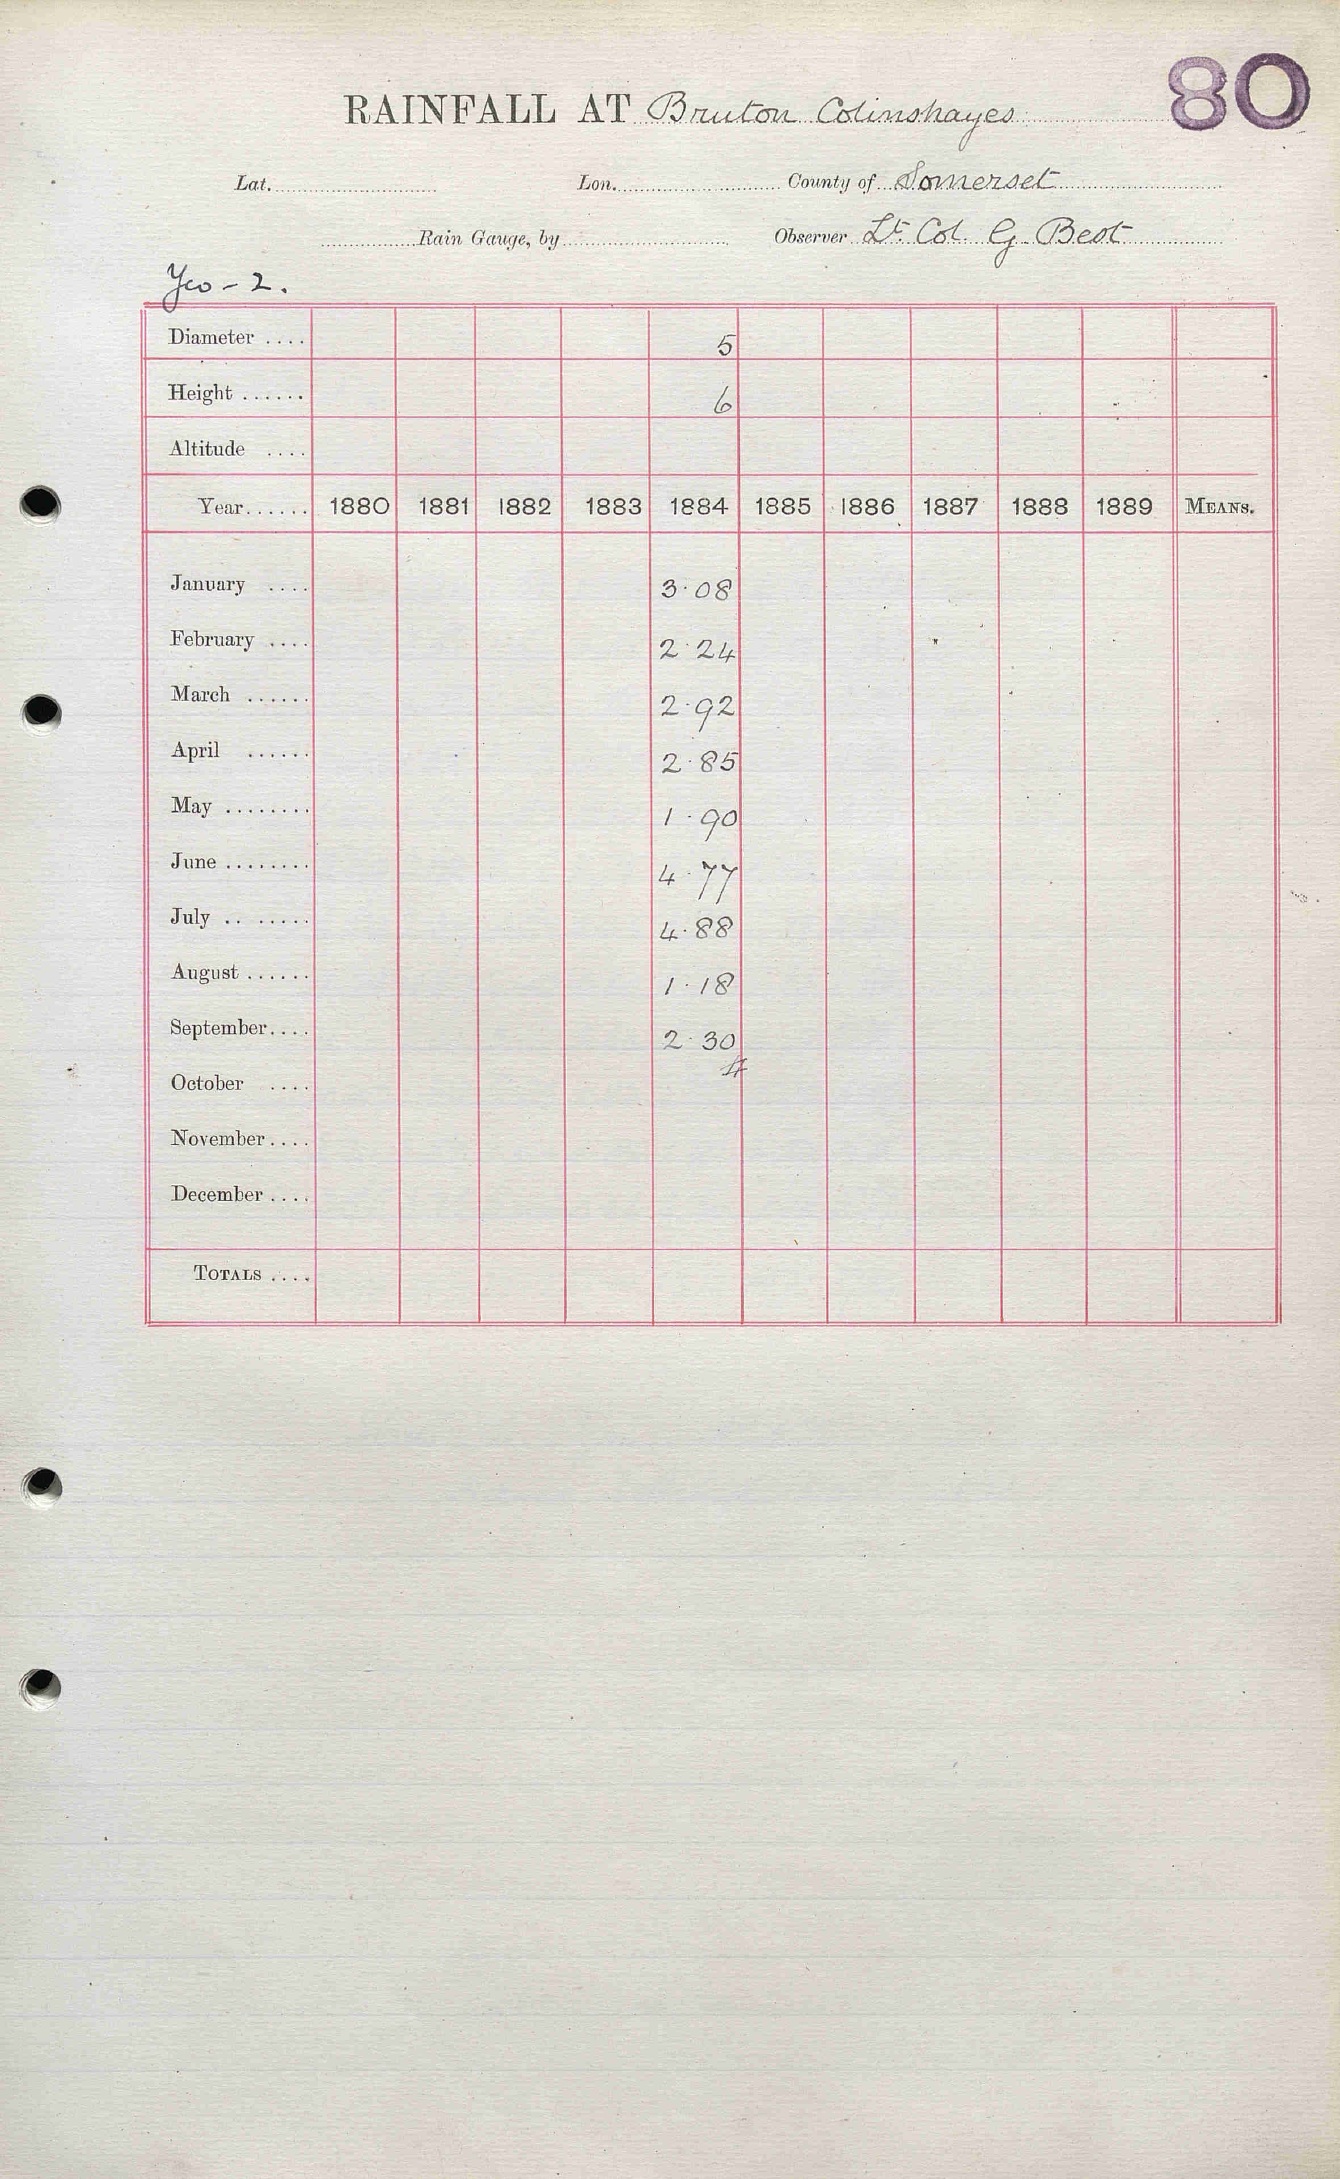 80
RAINFALL AT Bruton Colinshayes
Lat. Lon. County of Somerset
Rain Gauge, by Observer Lt. Col. G Best
Yeo - 2.
Diameter .... 5
Height ...... 6
Altitude ....
Year...... 1880 1881 1882 1883 1884 1885 1886 1887 1888 1889 MEANS.
January .... 3.08
February .... 2.24
March ...... 2.92
April ...... 2.85
May ........ 1.90
June ........ 4.77
July .. ..... 4.88
August ...... 1.18
September.... 2.30
October ....
November....
December ....
TOTALS ....